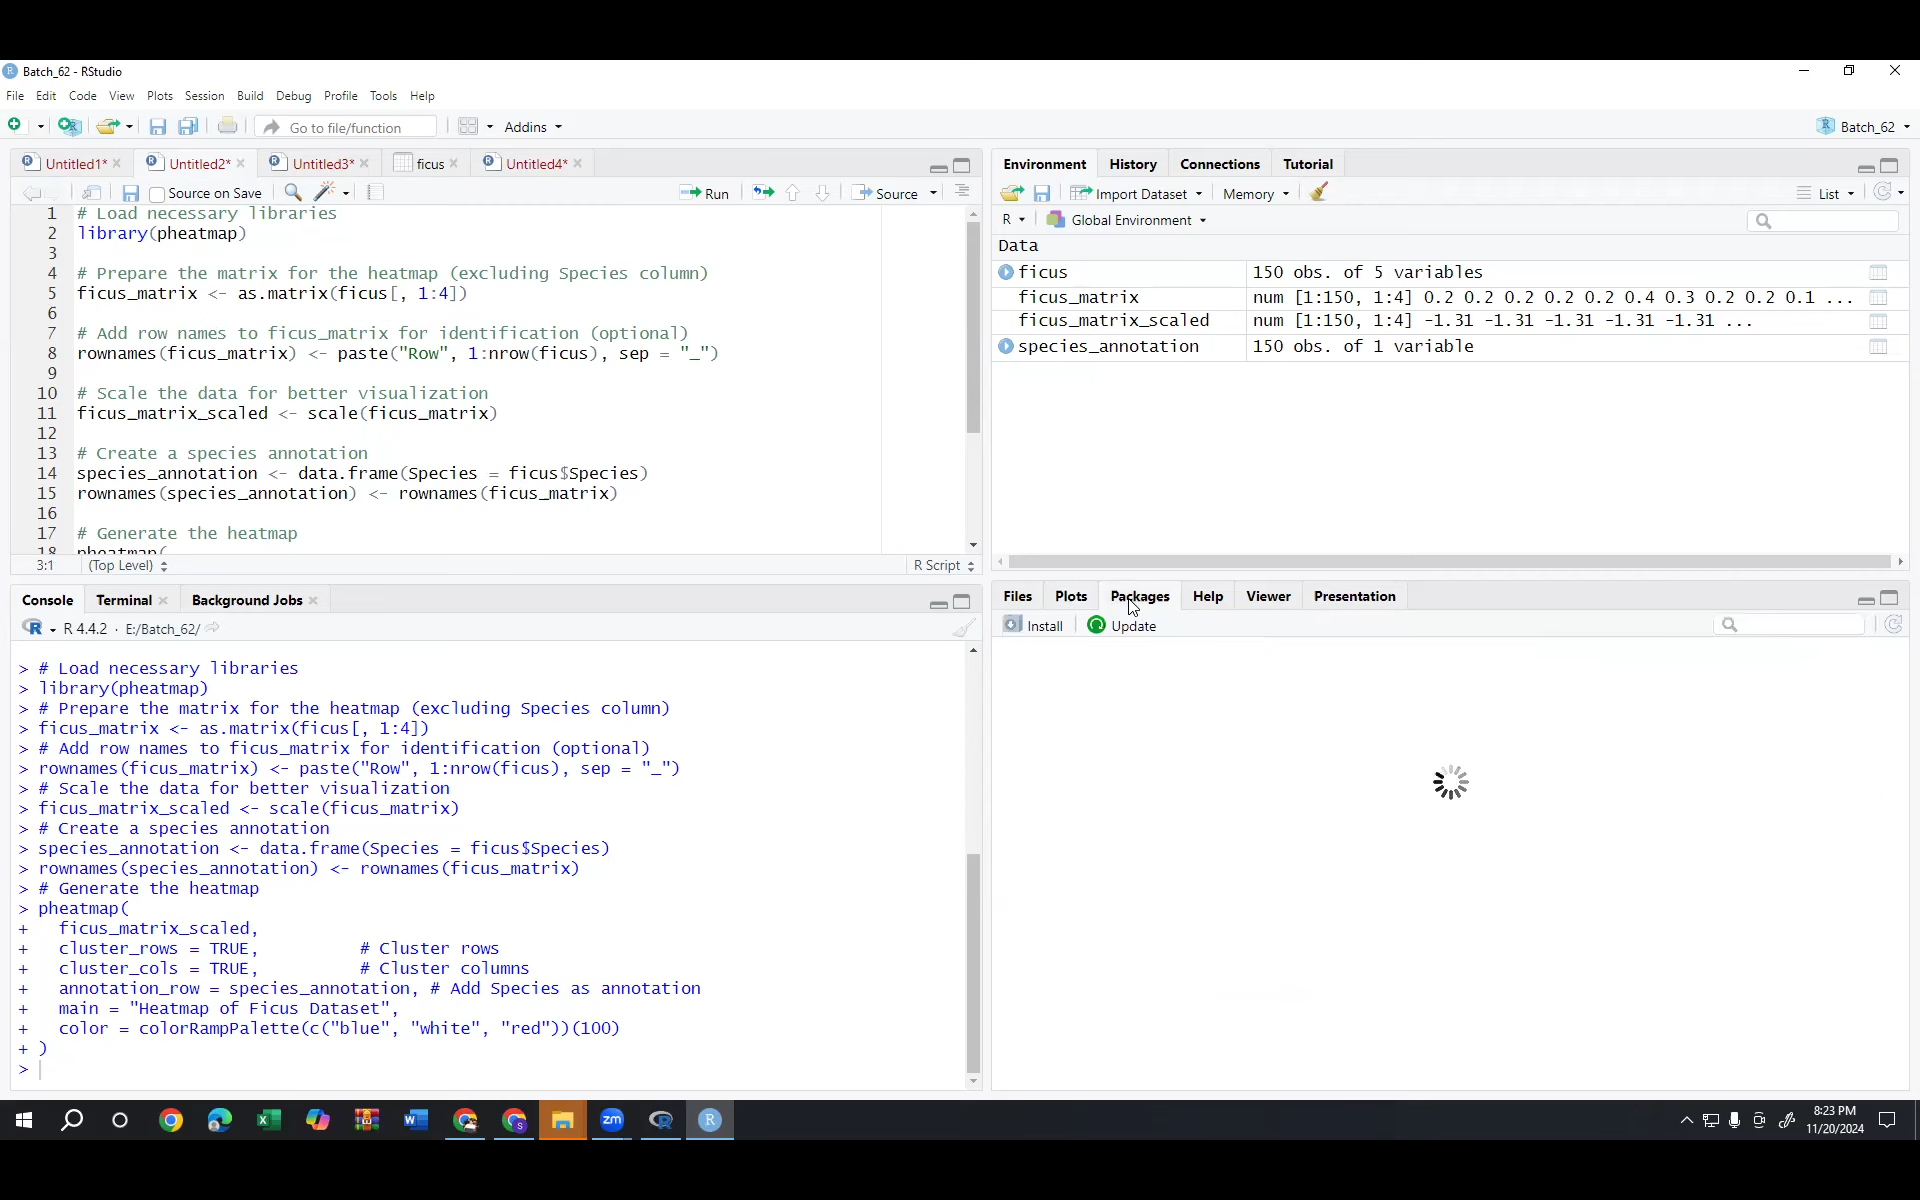 Batch_62 - RStudio
File Edit Code View Plots Session Build Debug Profile Tools Help
Go to file/function Addins Batch_62
Untitled1* Untitled2* Untitled3* ficus Untitled4*
Source on Save Run Source
1 # Load necessary libraries
2 library(pheatmap)
3
4 # Prepare the matrix for the heatmap (excluding Species column)
5 ficus_matrix <- as.matrix(ficus[, 1:4])
6
7 # Add row names to ficus_matrix for identification (optional)
8 rownames(ficus_matrix) <- paste("Row", 1:nrow(ficus), sep = "_")
9
10 # Scale the data for better visualization
11 ficus_matrix_scaled <- scale(ficus_matrix)
12
13 # Create a species annotation
14 species_annotation <- data.frame(Species = ficus$Species)
15 rownames(species_annotation) <- rownames(ficus_matrix)
16
17 # Generate the heatmap
18 pheatmap(
3:1 (Top Level) R Script
Console Terminal Background Jobs
R 4.4.2 · E:/Batch_62/
> # Load necessary libraries
> library(pheatmap)
> # Prepare the matrix for the heatmap (excluding Species column)
> ficus_matrix <- as.matrix(ficus[, 1:4])
> # Add row names to ficus_matrix for identification (optional)
> rownames(ficus_matrix) <- paste("Row", 1:nrow(ficus), sep = "_")
> # Scale the data for better visualization
> ficus_matrix_scaled <- scale(ficus_matrix)
> # Create a species annotation
> species_annotation <- data.frame(Species = ficus$Species)
> rownames(species_annotation) <- rownames(ficus_matrix)
> # Generate the heatmap
> pheatmap(
+ ficus_matrix_scaled,
+ cluster_rows = TRUE, # Cluster rows
+ cluster_cols = TRUE, # Cluster columns
+ annotation_row = species_annotation, # Add Species as annotation
+ main = "Heatmap of Ficus Dataset",
+ color = colorRampPalette(c("blue", "white", "red"))(100)
+ )
>
Environment History Connections Tutorial
Import Dataset Memory List
R Global Environment
Data
ficus 150 obs. of 5 variables
ficus_matrix num [1:150, 1:4] 0.2 0.2 0.2 0.2 0.2 0.4 0.3 0.2 0.2 0.1 ...
ficus_matrix_scaled num [1:150, 1:4] -1.31 -1.31 -1.31 -1.31 -1.31 ...
species_annotation 150 obs. of 1 variable
Files Plots Packages Help Viewer Presentation
Install Update
zm
8:23 PM
11/20/2024